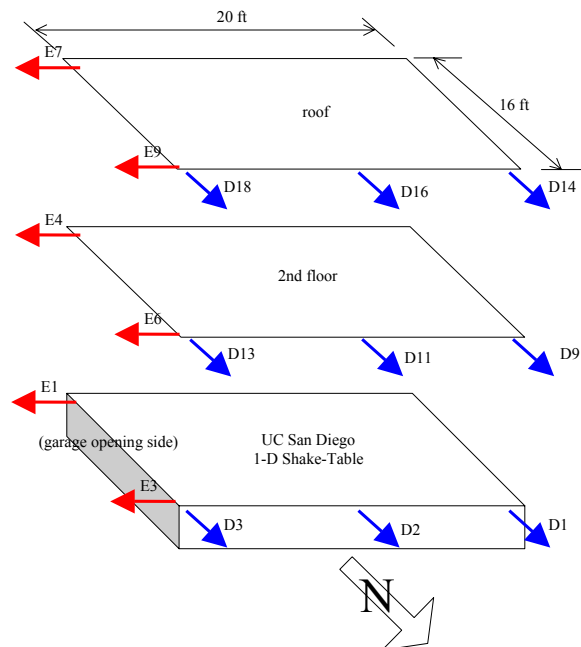 20 ft
E7
16 ft
roof
E9
D18
D16
D14
E4
2nd floor
E6
D13
D11
D9
E1
(garage opening side)
UC San Diego
1-D Shake-Table
E3
D3
D2
D1
N